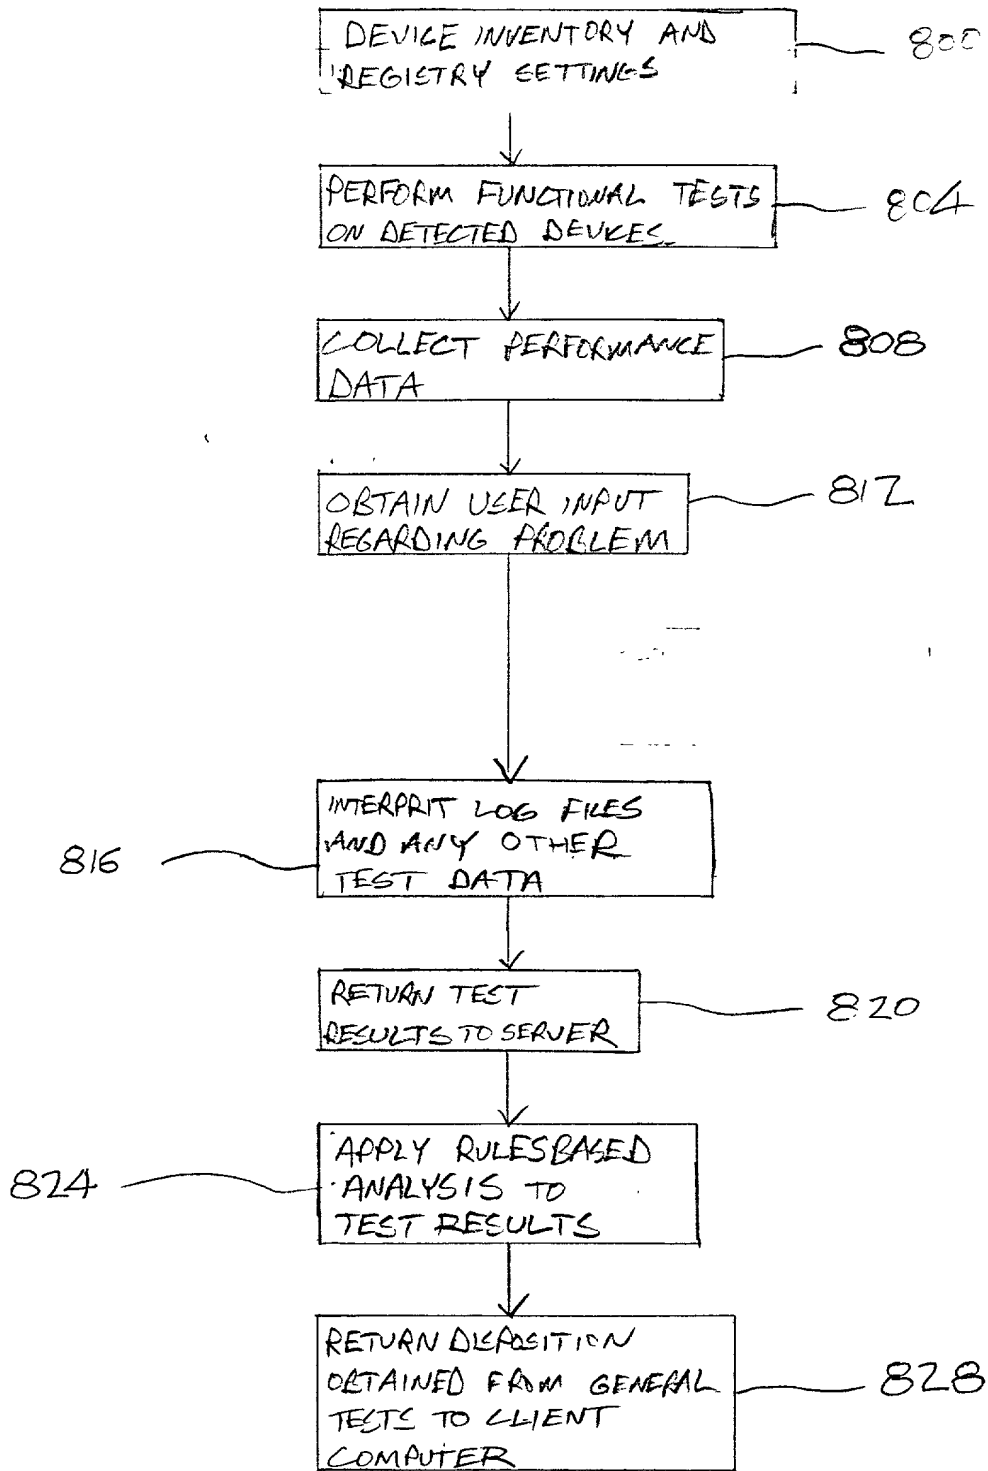 DEVICE INVENTORY AND
REGISTRY SETTINGS
800
PERFORM FUNCTIONAL TESTS
ON DETECTED DEVICES.
804
COLLECT PERFORMANCE
DATA
808
OBTAIN USER INPUT
REGARDING PROBLEM
812
INTERPRIT LOG FILES
AND ANY OTHER
TEST DATA
816
RETURN TEST
RESULTS TO SERVER
820
APPLY RULESBASED
ANALYSIS TO
TEST RESULTS
824
RETURN DISPOSITION
OBTAINED FROM GENERAL
TESTS TO CLIENT
COMPUTER
828